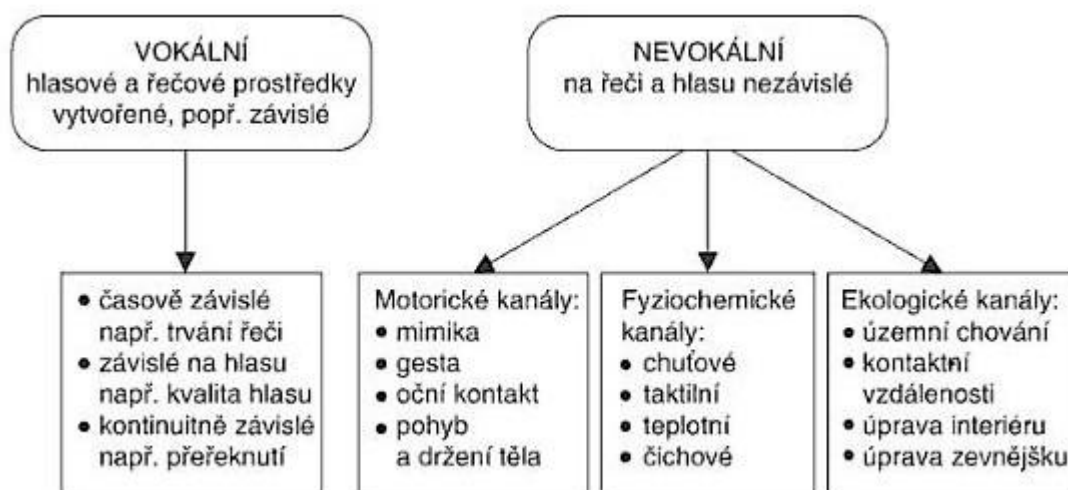 VOKÁLNÍ
hlasové a řečové prostředky
vytvořené, popř. závislé
NEVOKÁLNÍ
na řeči a hlasu nezávislé
• časově závislé
např. trvání řeči
• závislé na hlasu
např. kvalita hlasu
• kontinuitně závislé
např. přeřeknutí
Motorické kanály:
• mimika
• gesta
• oční kontakt
• pohyb
a držení těla
Fyziochemické
kanály:
• chuťové
• taktilní
• teplotní
• čichové
Ekologické kanály:
• územní chování
• kontaktní
vzdálenosti
• úprava interiéru
• úprava zevnějšku